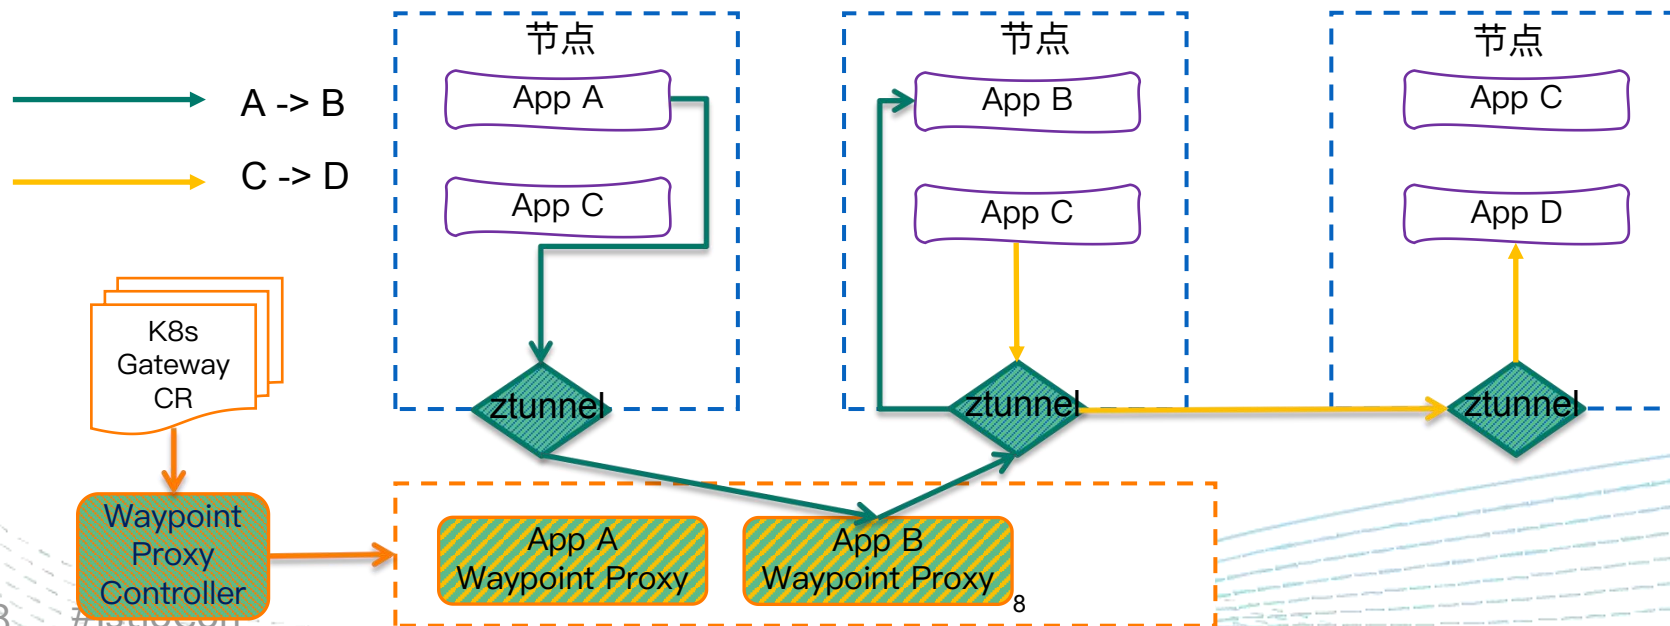 节点
节点
节点
A -> B
C -> D
App A
App C
App B
App C
App C
App D
K8s
Gateway
CR
ztunnel
ztunnel
ztunnel
Waypoint
Proxy
Controller
App A
Waypoint Proxy
App B
Waypoint Proxy
8